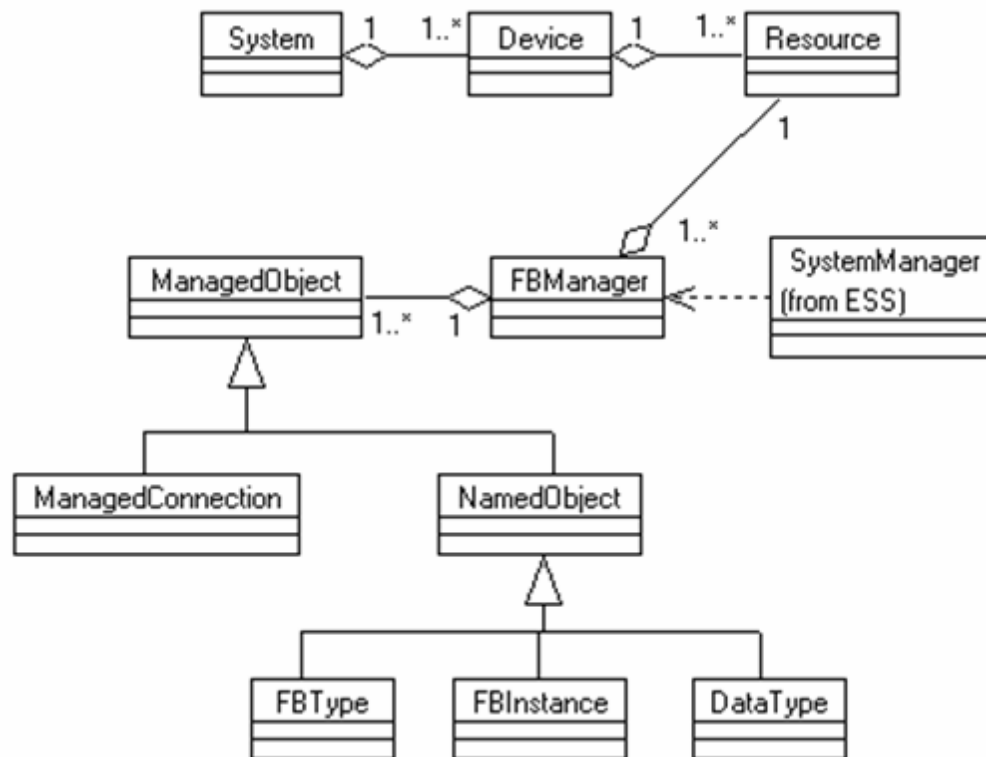 System
1
1..*
Device
1
1..*
Resource
1
1..*
ManagedObject
FBManager
SystemManager
(from ESS)
1..*
1
ManagedConnection
NamedObject
FBType
FBInstance
DataType